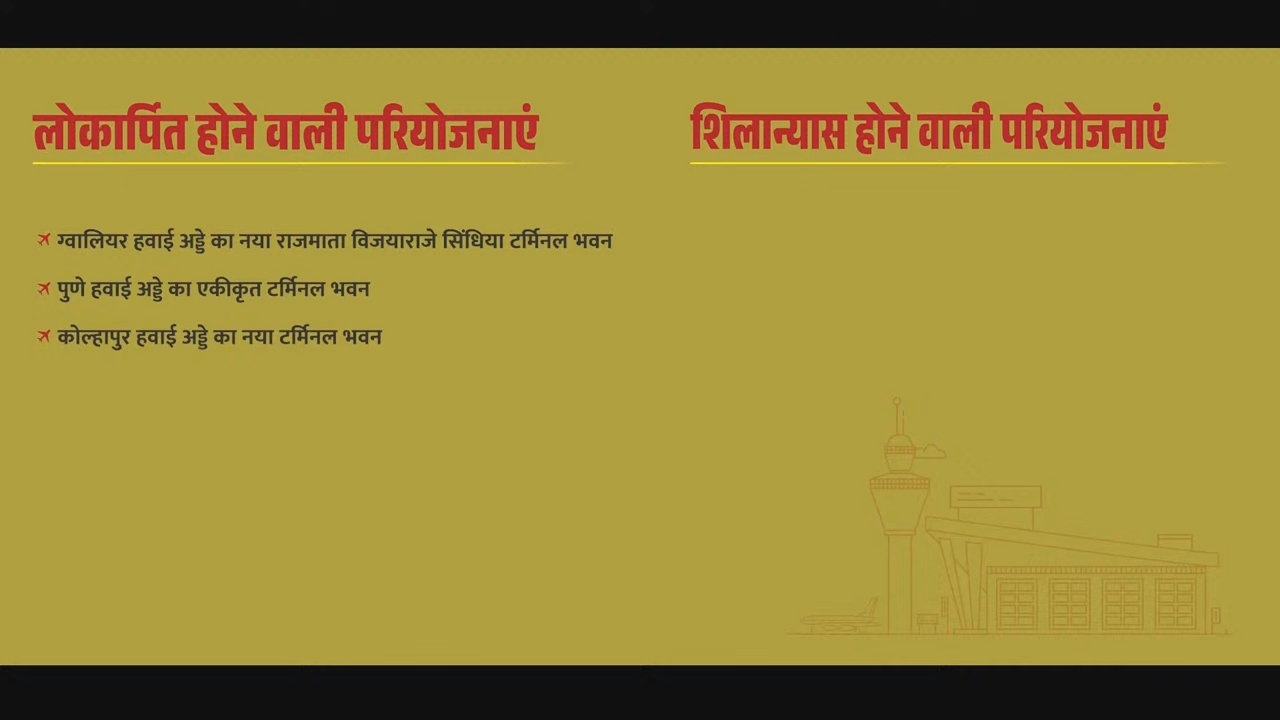 लोकार्पित होने वाली परियोजनाएं
ग्वालियर हवाई अड्डे का नया राजमाता विजयाराजे सिंधिया टर्मिनल भवन
पुणे हवाई अड्डे का एकीकृत टर्मिनल भवन
कोल्हापुर हवाई अड्डे का नया टर्मिनल भवन
शिलान्यास होने वाली परियोजनाएं